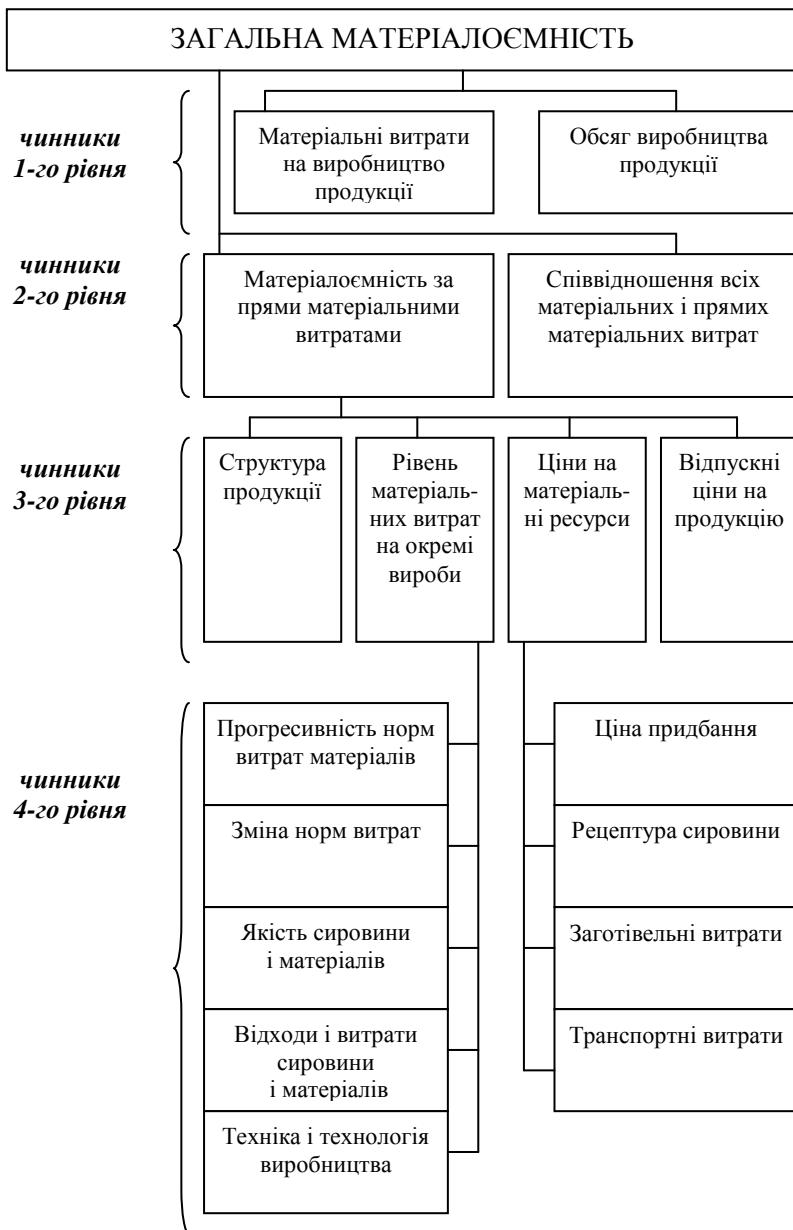 ЗАГАЛЬНА МАТЕРІАЛОЄМНІСТЬ
чинники
1-го рівня
Матеріальні витрати
на виробництво
продукції
Обсяг виробництва
продукції
чинники
2-го рівня
Матеріалоємність за
прями матеріальними
витратами
Співвідношення всіх
матеріальних і прямих
матеріальних витрат
чинники
3-го рівня
Структура
продукції
Рівень
матеріаль-
них витрат
на окремі
вироби
Ціни на
матеріаль-
ні ресурси
Відпускні
ціни на
продукцію
чинники
4-го рівня
Прогресивність норм
витрат матеріалів
Зміна норм витрат
Якість сировини
і матеріалів
Відходи і витрати
сировини
і матеріалів
Техніка і технологія
виробництва
Ціна придбання
Рецептура сировини
Заготівельні витрати
Транспортні витрати